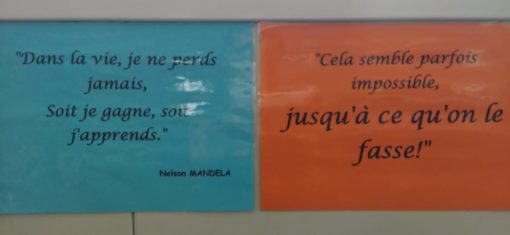 "Dans la vie, je ne perds
jamais,
Soit je gagne, soit
j'apprends."
Nelson MANDELA
"Cela semble parfois
impossible,
jusqu'à ce qu'on le
fasse!"